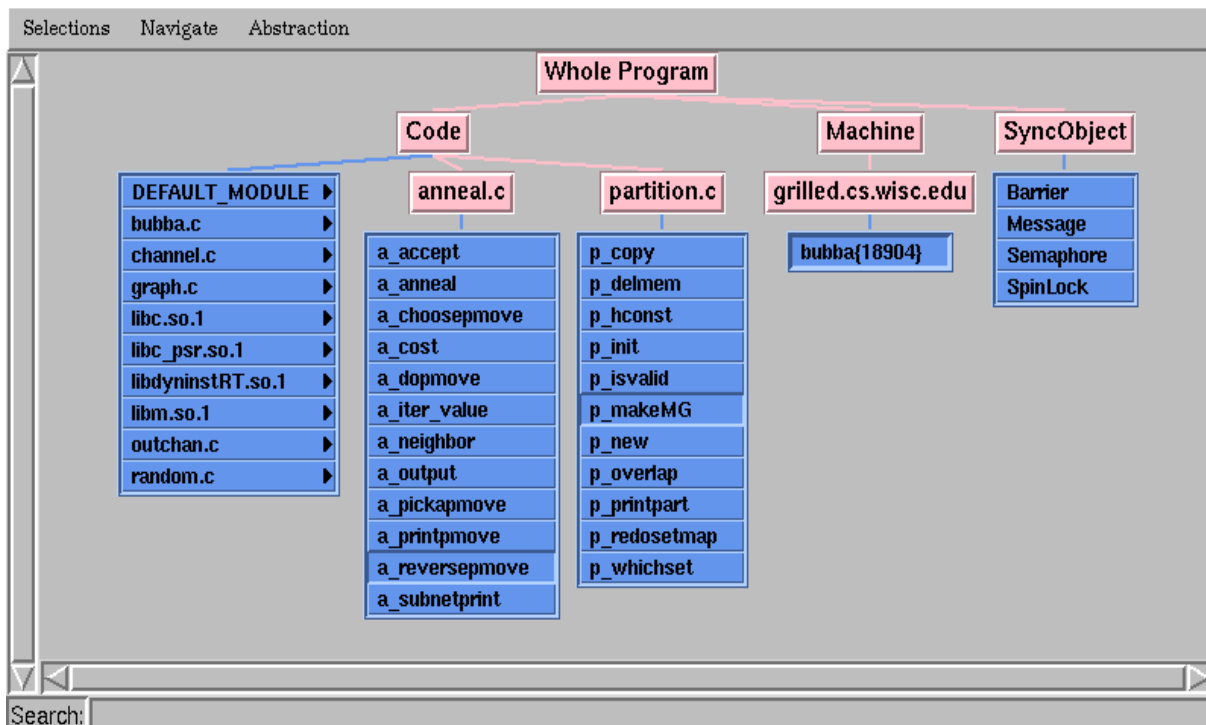 Selections Navigate Abstraction
Whole Program
Code
Machine
SyncObject
DEFAULT_MODULE
bubba.c
channel.c
graph.c
libc.so.1
libc_psr.so.1
libdyninstRT.so.1
libm.so.1
outchan.c
random.c
anneal.c
a_accept
a_anneal
a_choosepmove
a_cost
a_dopmove
a_iter_value
a_neighbor
a_output
a_pickapmove
a_printpmove
a_reversepmove
a_subnetprint
partition.c
p_copy
p_delmem
p_hconst
p_init
p_isvalid
p_makeMG
p_new
p_overlap
p_printpart
p_redosetmap
p_whichset
grilled.cs.wisc.edu
bubba{18904}
Barrier
Message
Semaphore
SpinLock
Search: